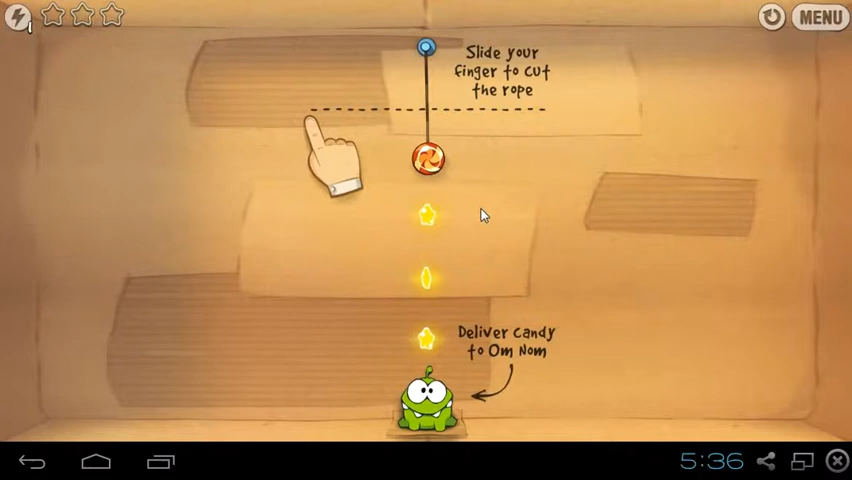 MENU
Slide your
finger to cut
the rope
Deliver Candy
to Om Nom
5:36